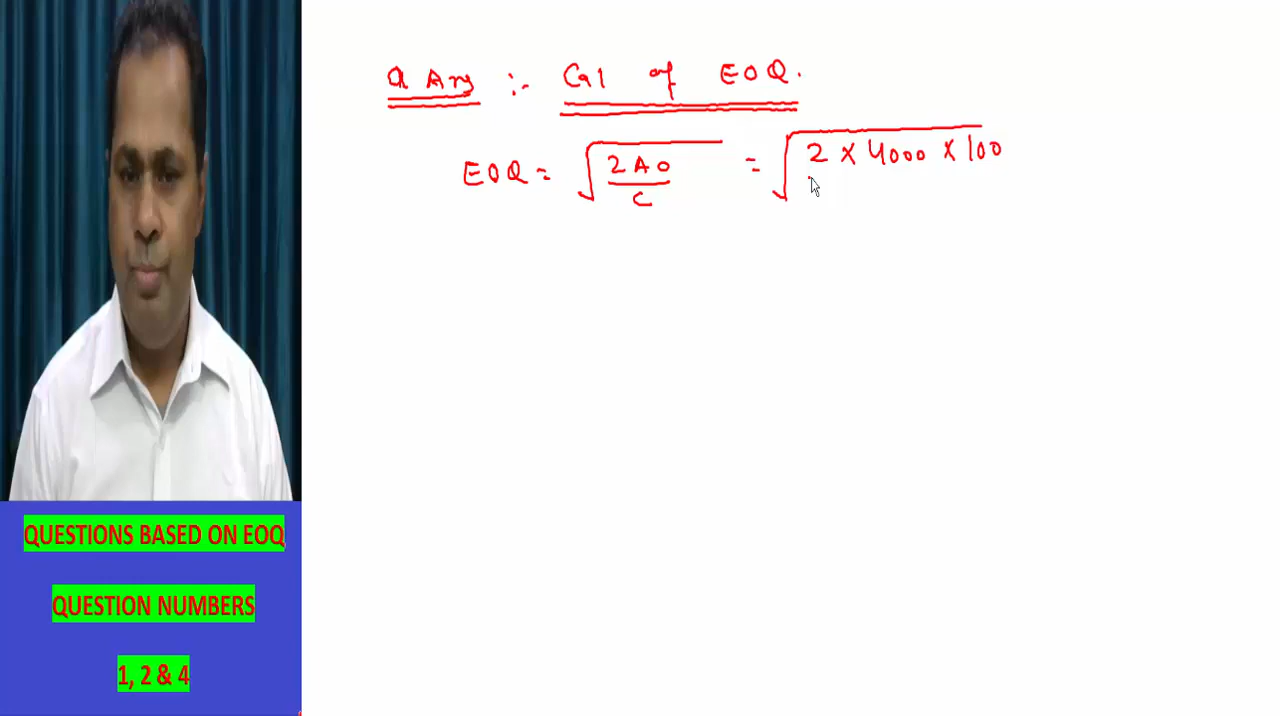 Q Ans :- Cal of EOQ.
EOQ = √(2AO/C) = √(2 × 4000 × 100
QUESTIONS BASED ON EOQ
QUESTION NUMBERS
1, 2 & 4